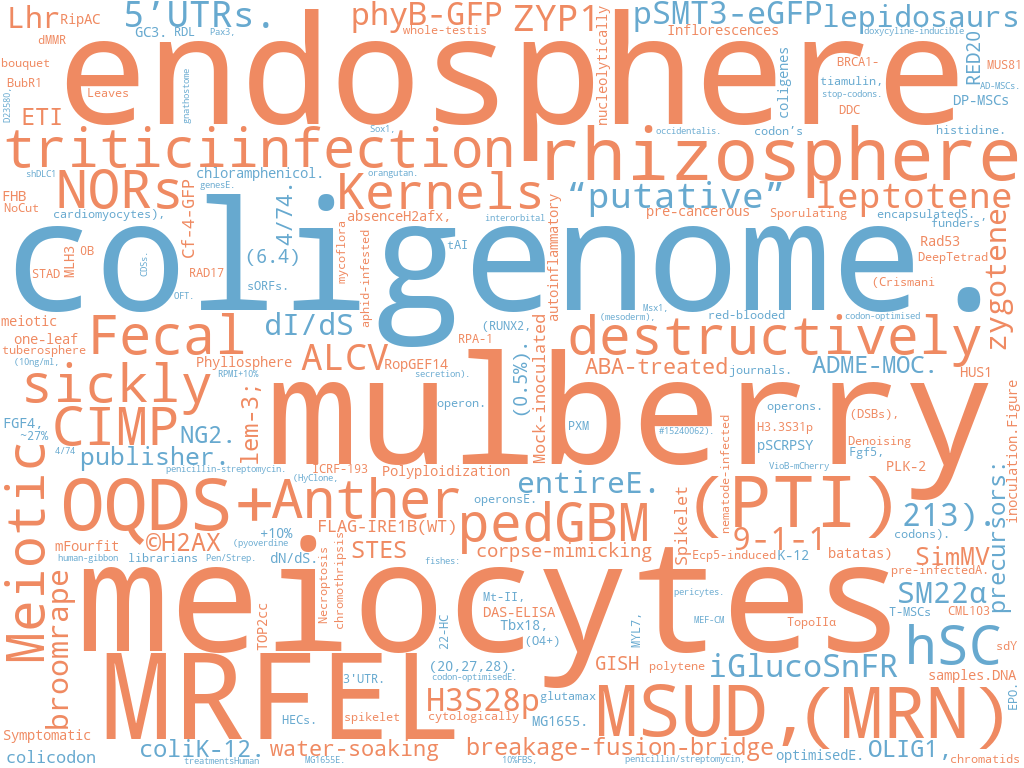 Lhr
RipAC
5’UTRs.
phyB-GFP
ZYP1
pSMT3-eGFP
lepidosaurs
dMMR
GC3.
RDL
Pax3,
whole-testis
Inflorescences
doxycyline-inducible
endosphere
bouquet
BubR1
D23580,
Leaves
gnathostome
nucleolytically
coligenes
BRCA1-
tiamulin,
stop-codons.
DDC
RED20
MUS81
AD-MSCs.
DP-MSCs
ETI
Sox1,
occidentalis.
codon’s
histidine.
triticiinfection
rhizosphere
shDLC1
chloramphenicol.
genesE.
orangutan.
FHB
NoCut
NORs
Cf-4-GFP
4/74.
Kernels
“putative”
leptotene
cardiomyocytes),
absenceH2afx,
interorbital
autoinflammatory
pre-cancerous
Sporulating
encapsulatedS.
,
funders
coligenome.
MLH3
OB
STAD
CDSs.
RAD17
(6.4)
sORFs.
OFT.
mycoflora
aphid-infested
tAI
Rad53
DeepTetrad
zygotene
(Crismani
meiotic
one-leaf
tuberosphere
(10ng/ml,
Fecal
dI/dS
(RUNX2,
RPA-1
Msx1,
(mesoderm),
red-blooded
codon-optimised
destructively
Phyllosphere
RPMI+10%
ALCV
RopGEF14
secretion).
(0.5%).
Mock-inoculated
ABA-treated
journals.
ADME-MOC.
HUS1
sickly
mulberry
lem-3;
operon.
PXM
operons.
(DSBs),
inoculation.Figure
FGF4,
~27%
4/74
CIMP
NG2.
#15240062).
H3.3S31p
pSCRPSY
Denoising
Fgf5,
publisher.
penicillin-streptomycin.
(HyClone,
ICRF-193
Polyploidization
nematode-infected
VioB-mCherry
PLK-2
Meiotic
OQDS+Anther
operonsE.
entireE.
Spikelet
(PTI)
213).
precursors:
+10%
FLAG-IRE1B(WT)
pedGBM
9-1-1
codons).
mFourfit
©H2AX
(pyoverdine
human-gibbon
librarians
Pen/Strep.
dN/dS.
Necroptosis
chromothripsis
STES
fishes:
corpse-mimicking
Ecp5-induced
K-12
batatas)
SimMV
pre-infectedA.
broomrape
meiocytes
pericytes.
SM22α
TOP2cc
22-HC
Mt-II,
DAS-ELISA
Tbx18,
(O4+)
MYL7,
MEF-CM
TopoIIα
T-MSCs
CML103
hSC
sdY
MRFEL
3'UTR.
(20,27,28).
codon-optimisedE.
GISH
polytene
iGlucoSnFR
samples.DNA
EPO.
HECs.
spikelet
H3S28p
cytologically
glutamax
MG1655.
MSUD,
(MRN)
Symptomatic
colicodon
coliK-12.
treatmentsHuman
water-soaking
MG1655E.
breakage-fusion-bridge
10%FBS,
penicillin/streptomycin,
optimisedE.
OLIG1,
chromatids